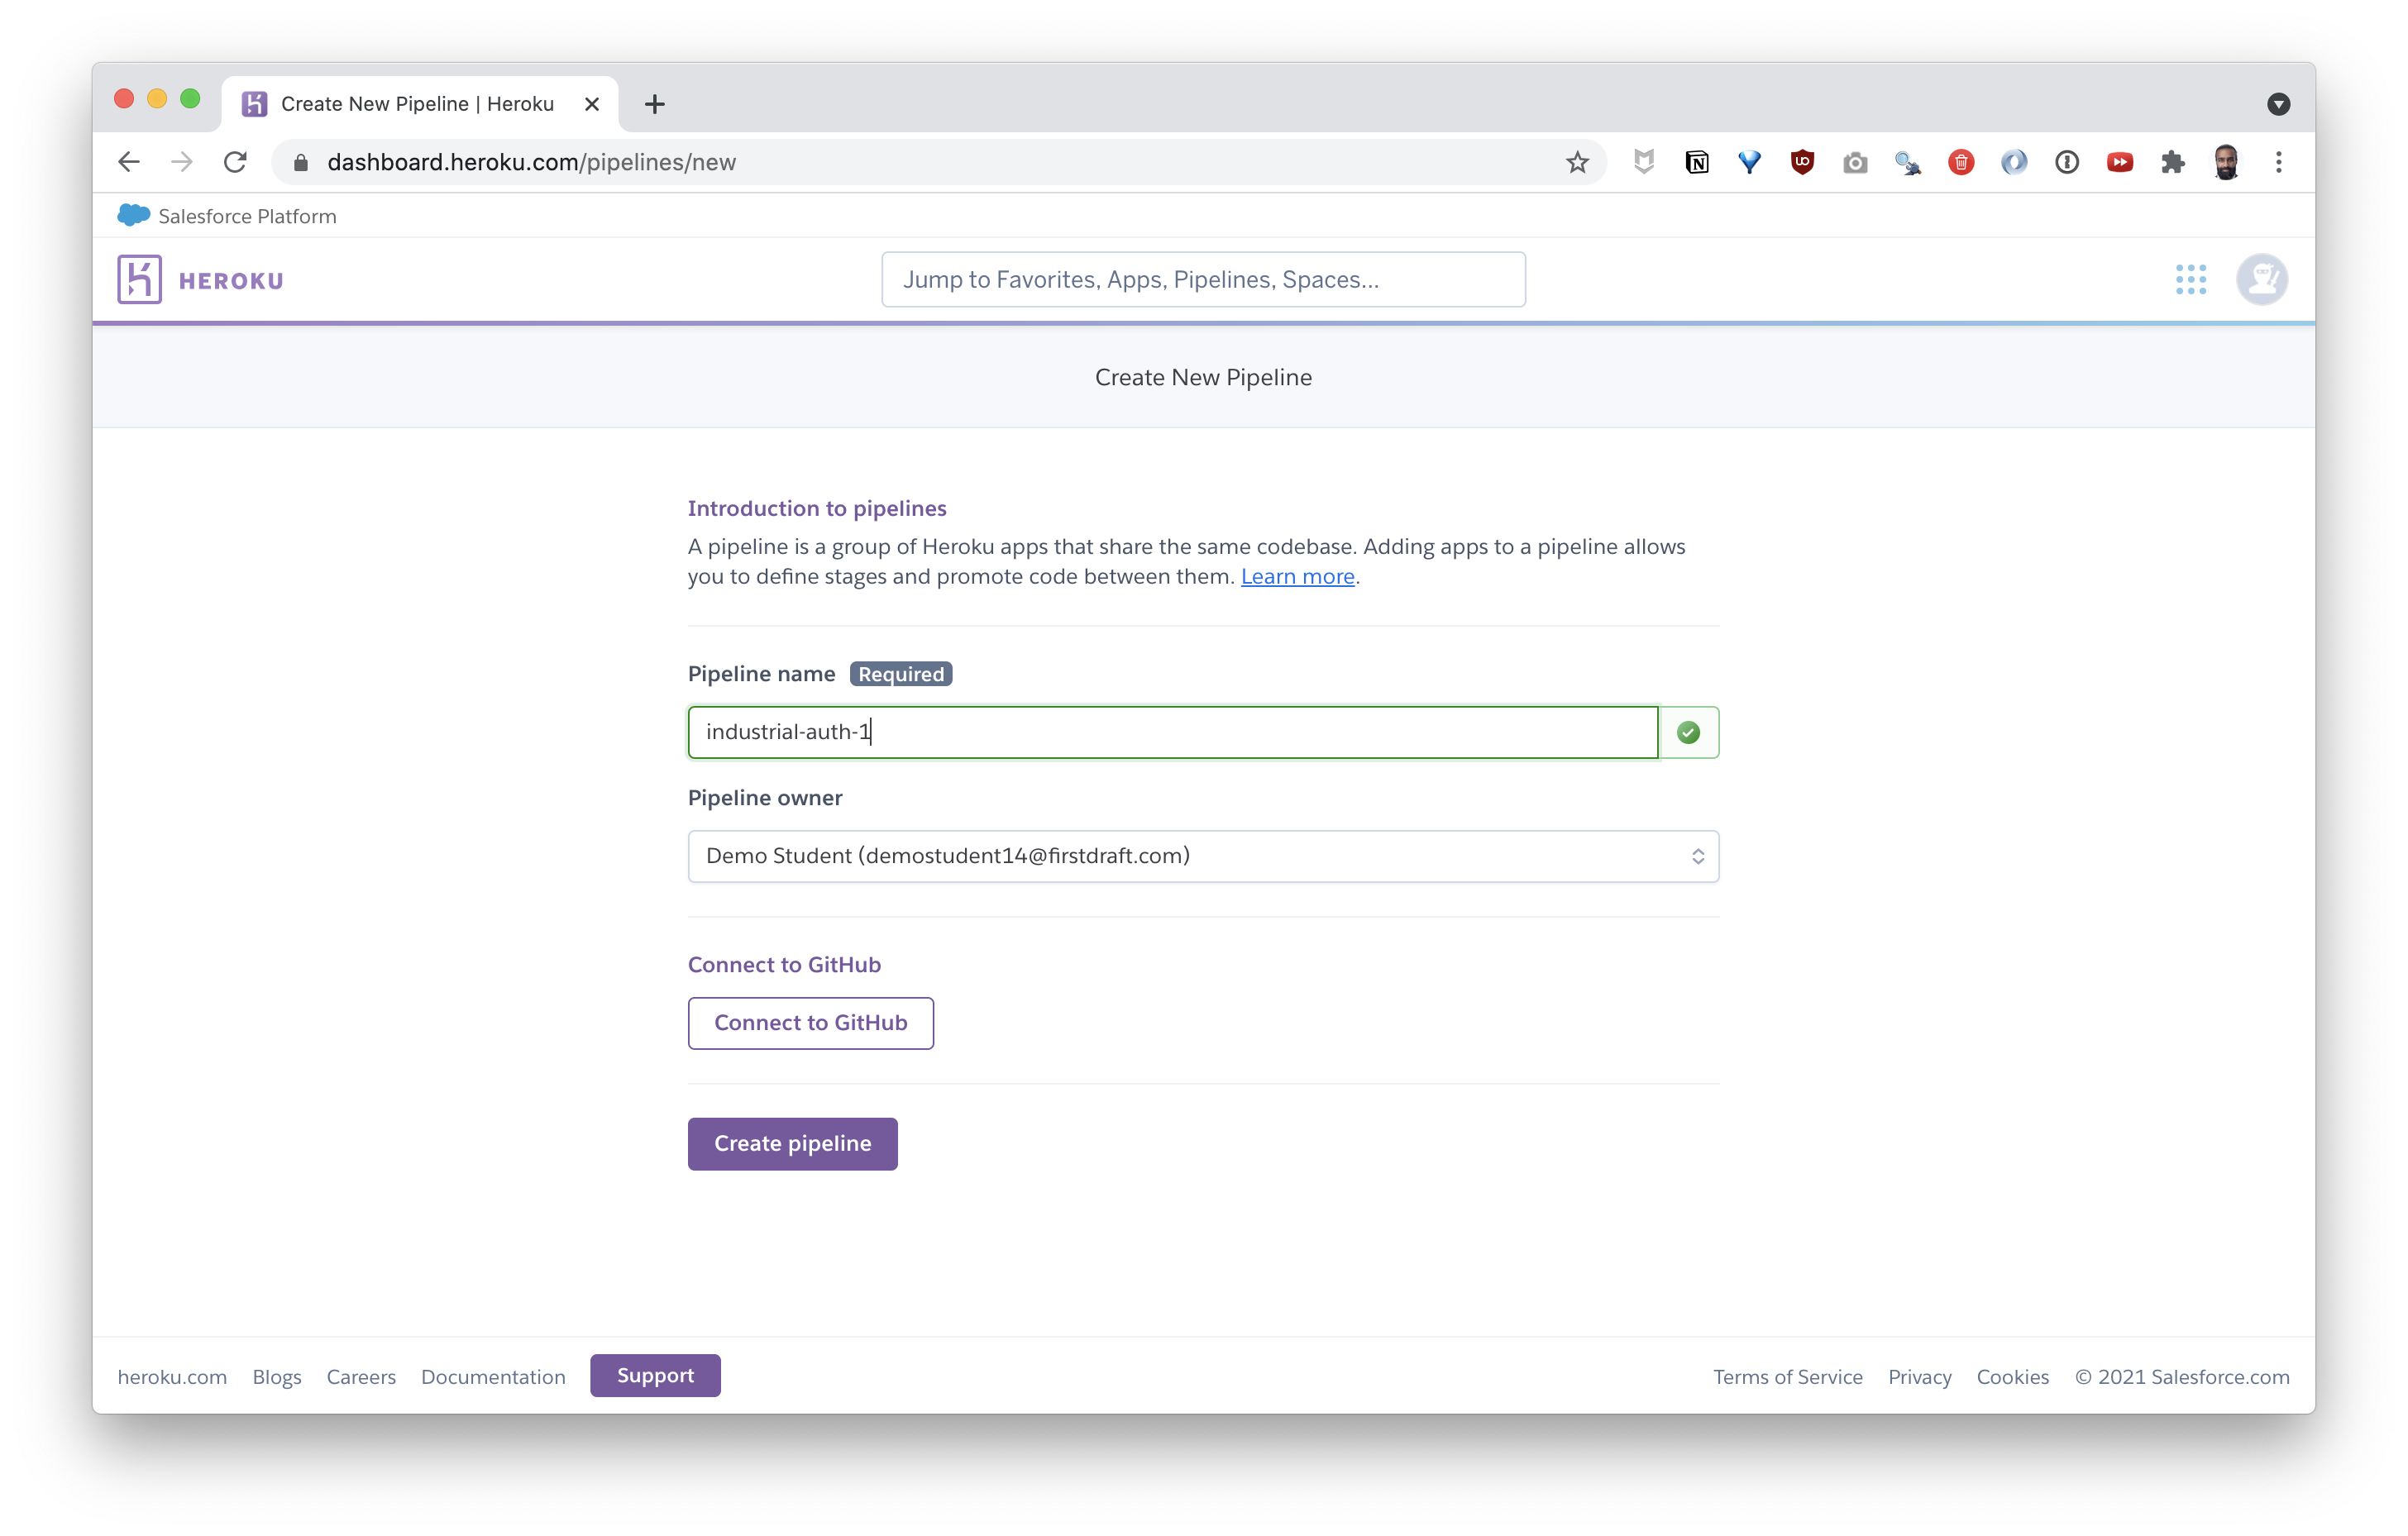 Create New Pipeline | Heroku
dashboard.heroku.com/pipelines/new
Salesforce Platform
HEROKU
Jump to Favorites, Apps, Pipelines, Spaces...
Create New Pipeline
Introduction to pipelines
A pipeline is a group of Heroku apps that share the same codebase. Adding apps to a pipeline allows
you to define stages and promote code between them. Learn more.
Pipeline name Required
industrial-auth-1
Pipeline owner
Demo Student (demostudent14@firstdraft.com)
Connect to GitHub
Connect to GitHub
Create pipeline
heroku.com Blogs Careers Documentation Support Terms of Service Privacy Cookies © 2021 Salesforce.com